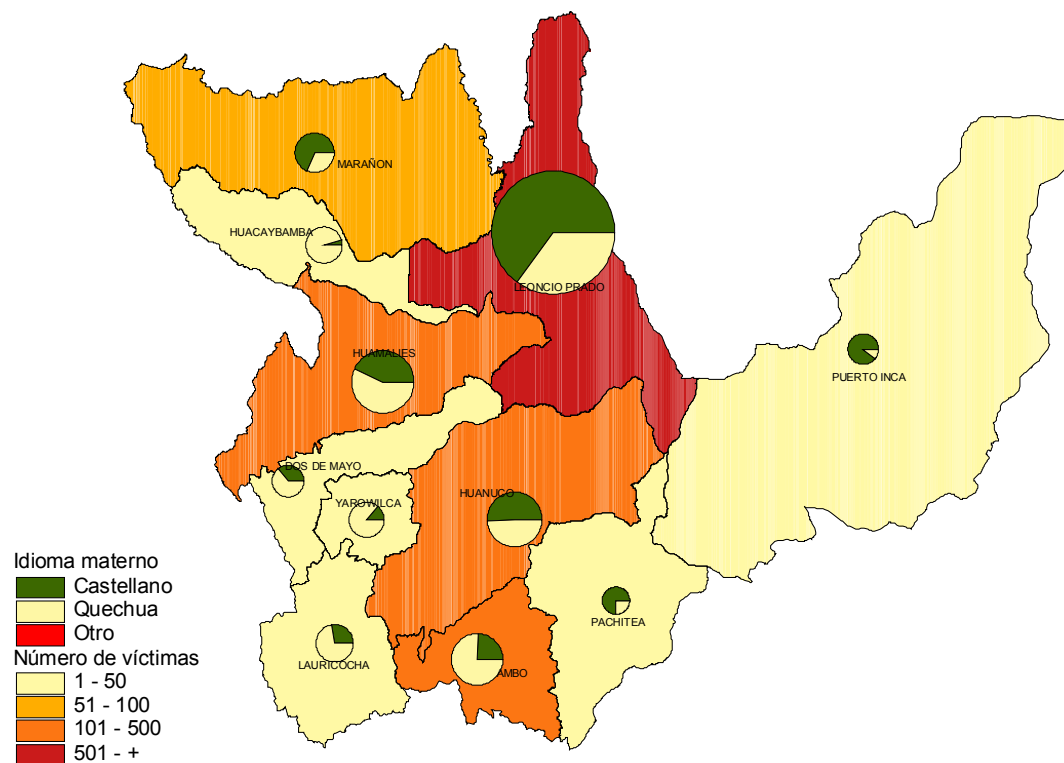 MARAÑON
HUACAYBAMBA
LEONCIO PRADO
HUAMALIES
PUERTO INCA
DOS DE MAYO
YAROWILCA
HUANUCO
PACHITEA
LAURICOCHA
AMBO
Idioma materno
Castellano
Quechua
Otro
Número de víctimas
1 - 50
51 - 100
101 - 500
501 - +